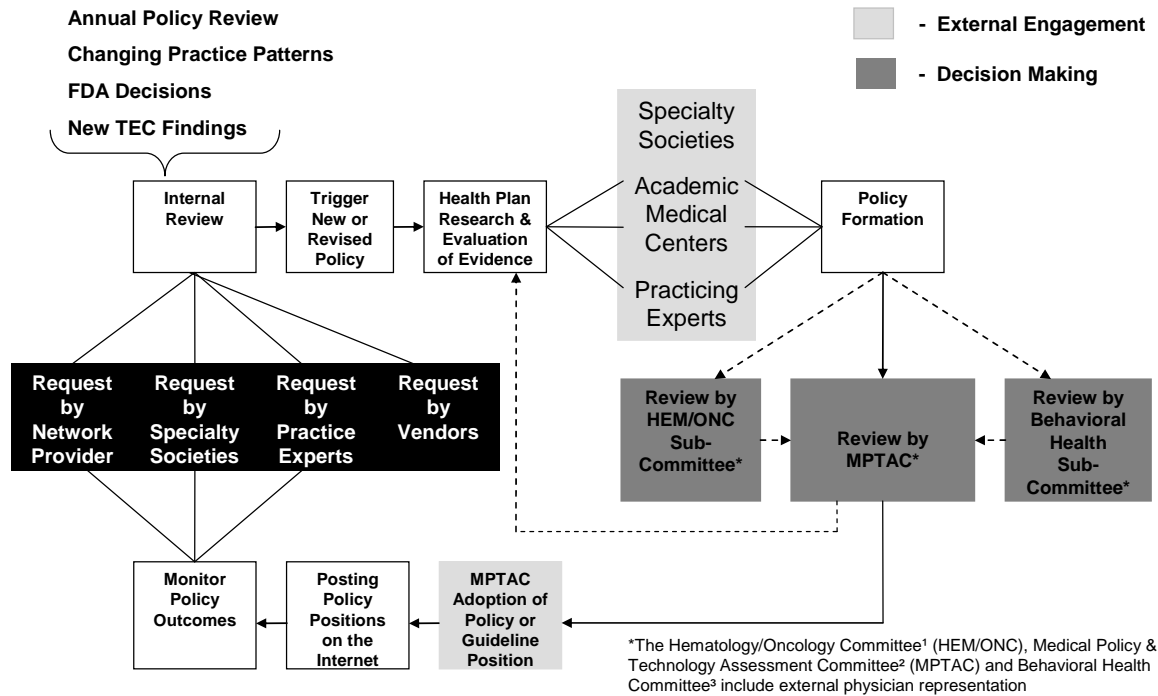 Annual Policy Review
Changing Practice Patterns
FDA Decisions
New TEC Findings
- External Engagement
- Decision Making
Internal
Review
Trigger
New or
Revised
Policy
Health Plan
Research &
Evaluation
of Evidence
Specialty
Societies
Academic
Medical
Centers
Practicing
Experts
Policy
Formation
Request
by
Network
Provider
Request
by
Specialty
Societies
Request
by
Practice
Experts
Request
by
Vendors
Review by
HEM/ONC
Sub-
Committee*
Review by
MPTAC*
Review by
Behavioral
Health
Sub-
Committee*
Monitor
Policy
Outcomes
Posting
Policy
Positions
on the
Internet
MPTAC
Adoption of
Policy or
Guideline
Position
*The Hematology/Oncology Committee¹ (HEM/ONC), Medical Policy &
Technology Assessment Committee² (MPTAC) and Behavioral Health
Committee³ include external physician representation